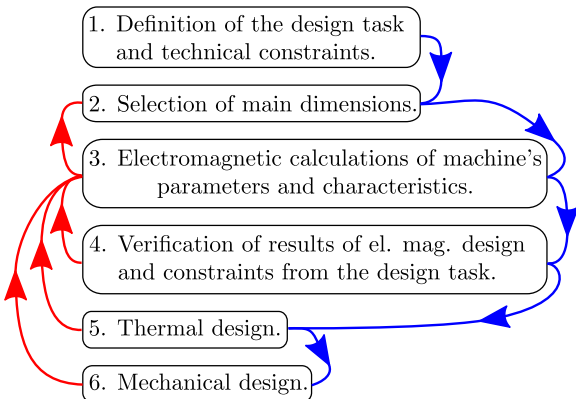 1. Definition of the design task
and technical constraints.
2. Selection of main dimensions.
3. Electromagnetic calculations of machine's
parameters and characteristics.
4. Verification of results of el. mag. design
and constraints from the design task.
5. Thermal design.
6. Mechanical design.